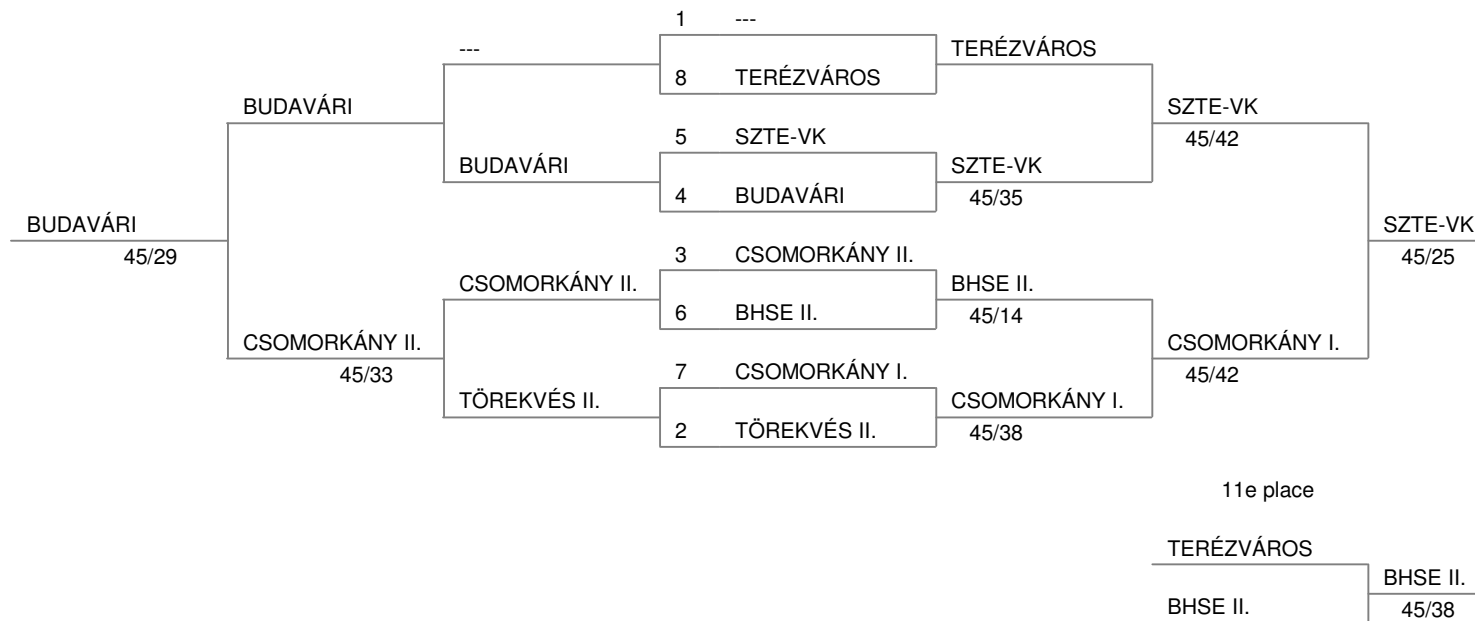 1 ---
--- TERÉZVÁROS
8 TERÉZVÁROS
BUDAVÁRI SZTE-VK
5 SZTE-VK 45/42
BUDAVÁRI SZTE-VK
4 BUDAVÁRI 45/35
BUDAVÁRI SZTE-VK
45/29 3 CSOMORKÁNY II. 45/25
CSOMORKÁNY II. BHSE II.
6 BHSE II. 45/14
CSOMORKÁNY II. CSOMORKÁNY I.
45/33 7 CSOMORKÁNY I. 45/42
TÖREKVÉS II. CSOMORKÁNY I.
2 TÖREKVÉS II. 45/38
11e place
TERÉZVÁROS
BHSE II.
BHSE II. 45/38